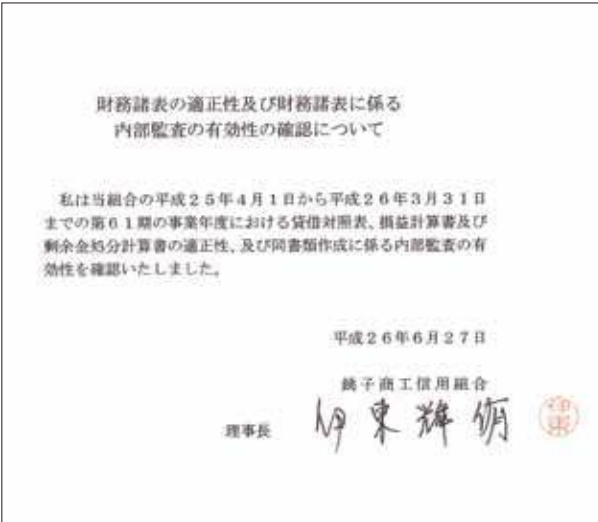 財務諸表の適正性及び財務諸表に係る
内部監査の有効性の確認について
私は当組合の平成25年4月1日から平成26年3月31日
までの第61期の事業年度における貸借対照表、損益計算書及び
剰余金処分計算書の適正性、及び同書類作成に係る内部監査の有
効性を確認いたしました。
平成26年6月27日
銚子商工信用組合
理事長 伊東輝
伊東